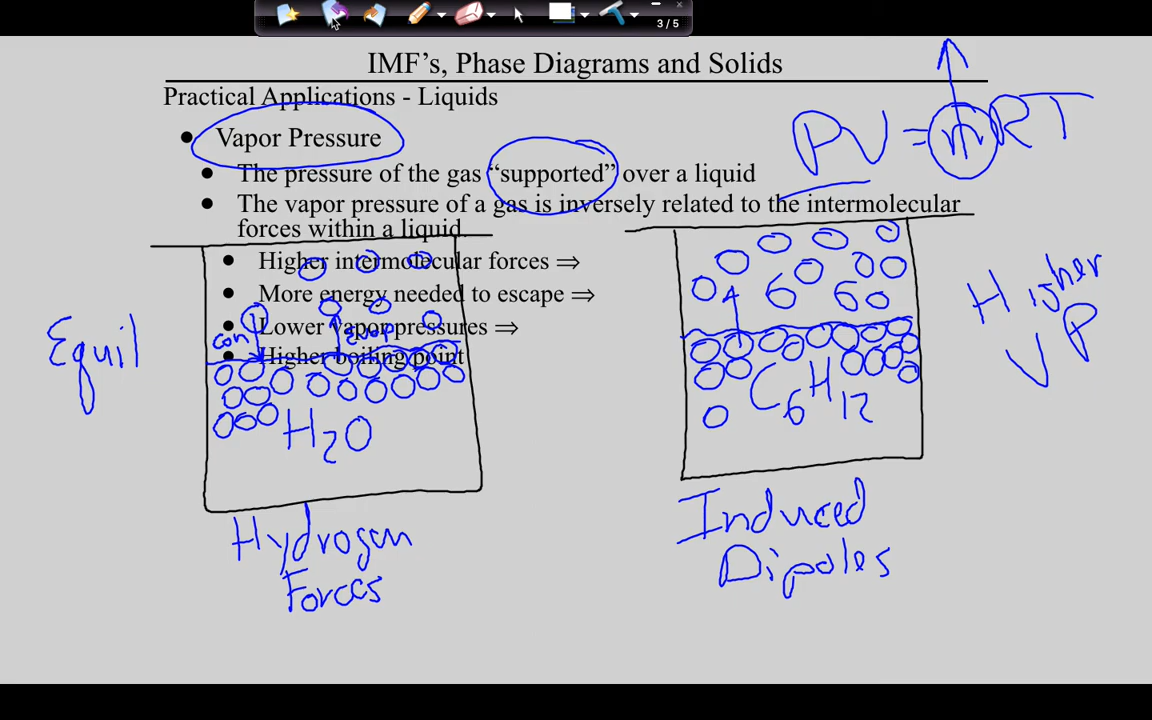 3 / 5
IMF's, Phase Diagrams and Solids
Practical Applications - Liquids
PV = nRT
• Vapor Pressure
• The pressure of the gas “supported” over a liquid
• The vapor pressure of a gas is inversely related to the intermolecular
forces within a liquid.
• Higher intermolecular forces ⇒
• More energy needed to escape ⇒
• Lower vapor pressures ⇒
• Higher boiling point
Equil
con
evap
H2O
Hydrogen
Forces
C6H12
Induced
Dipoles
Higher
VP